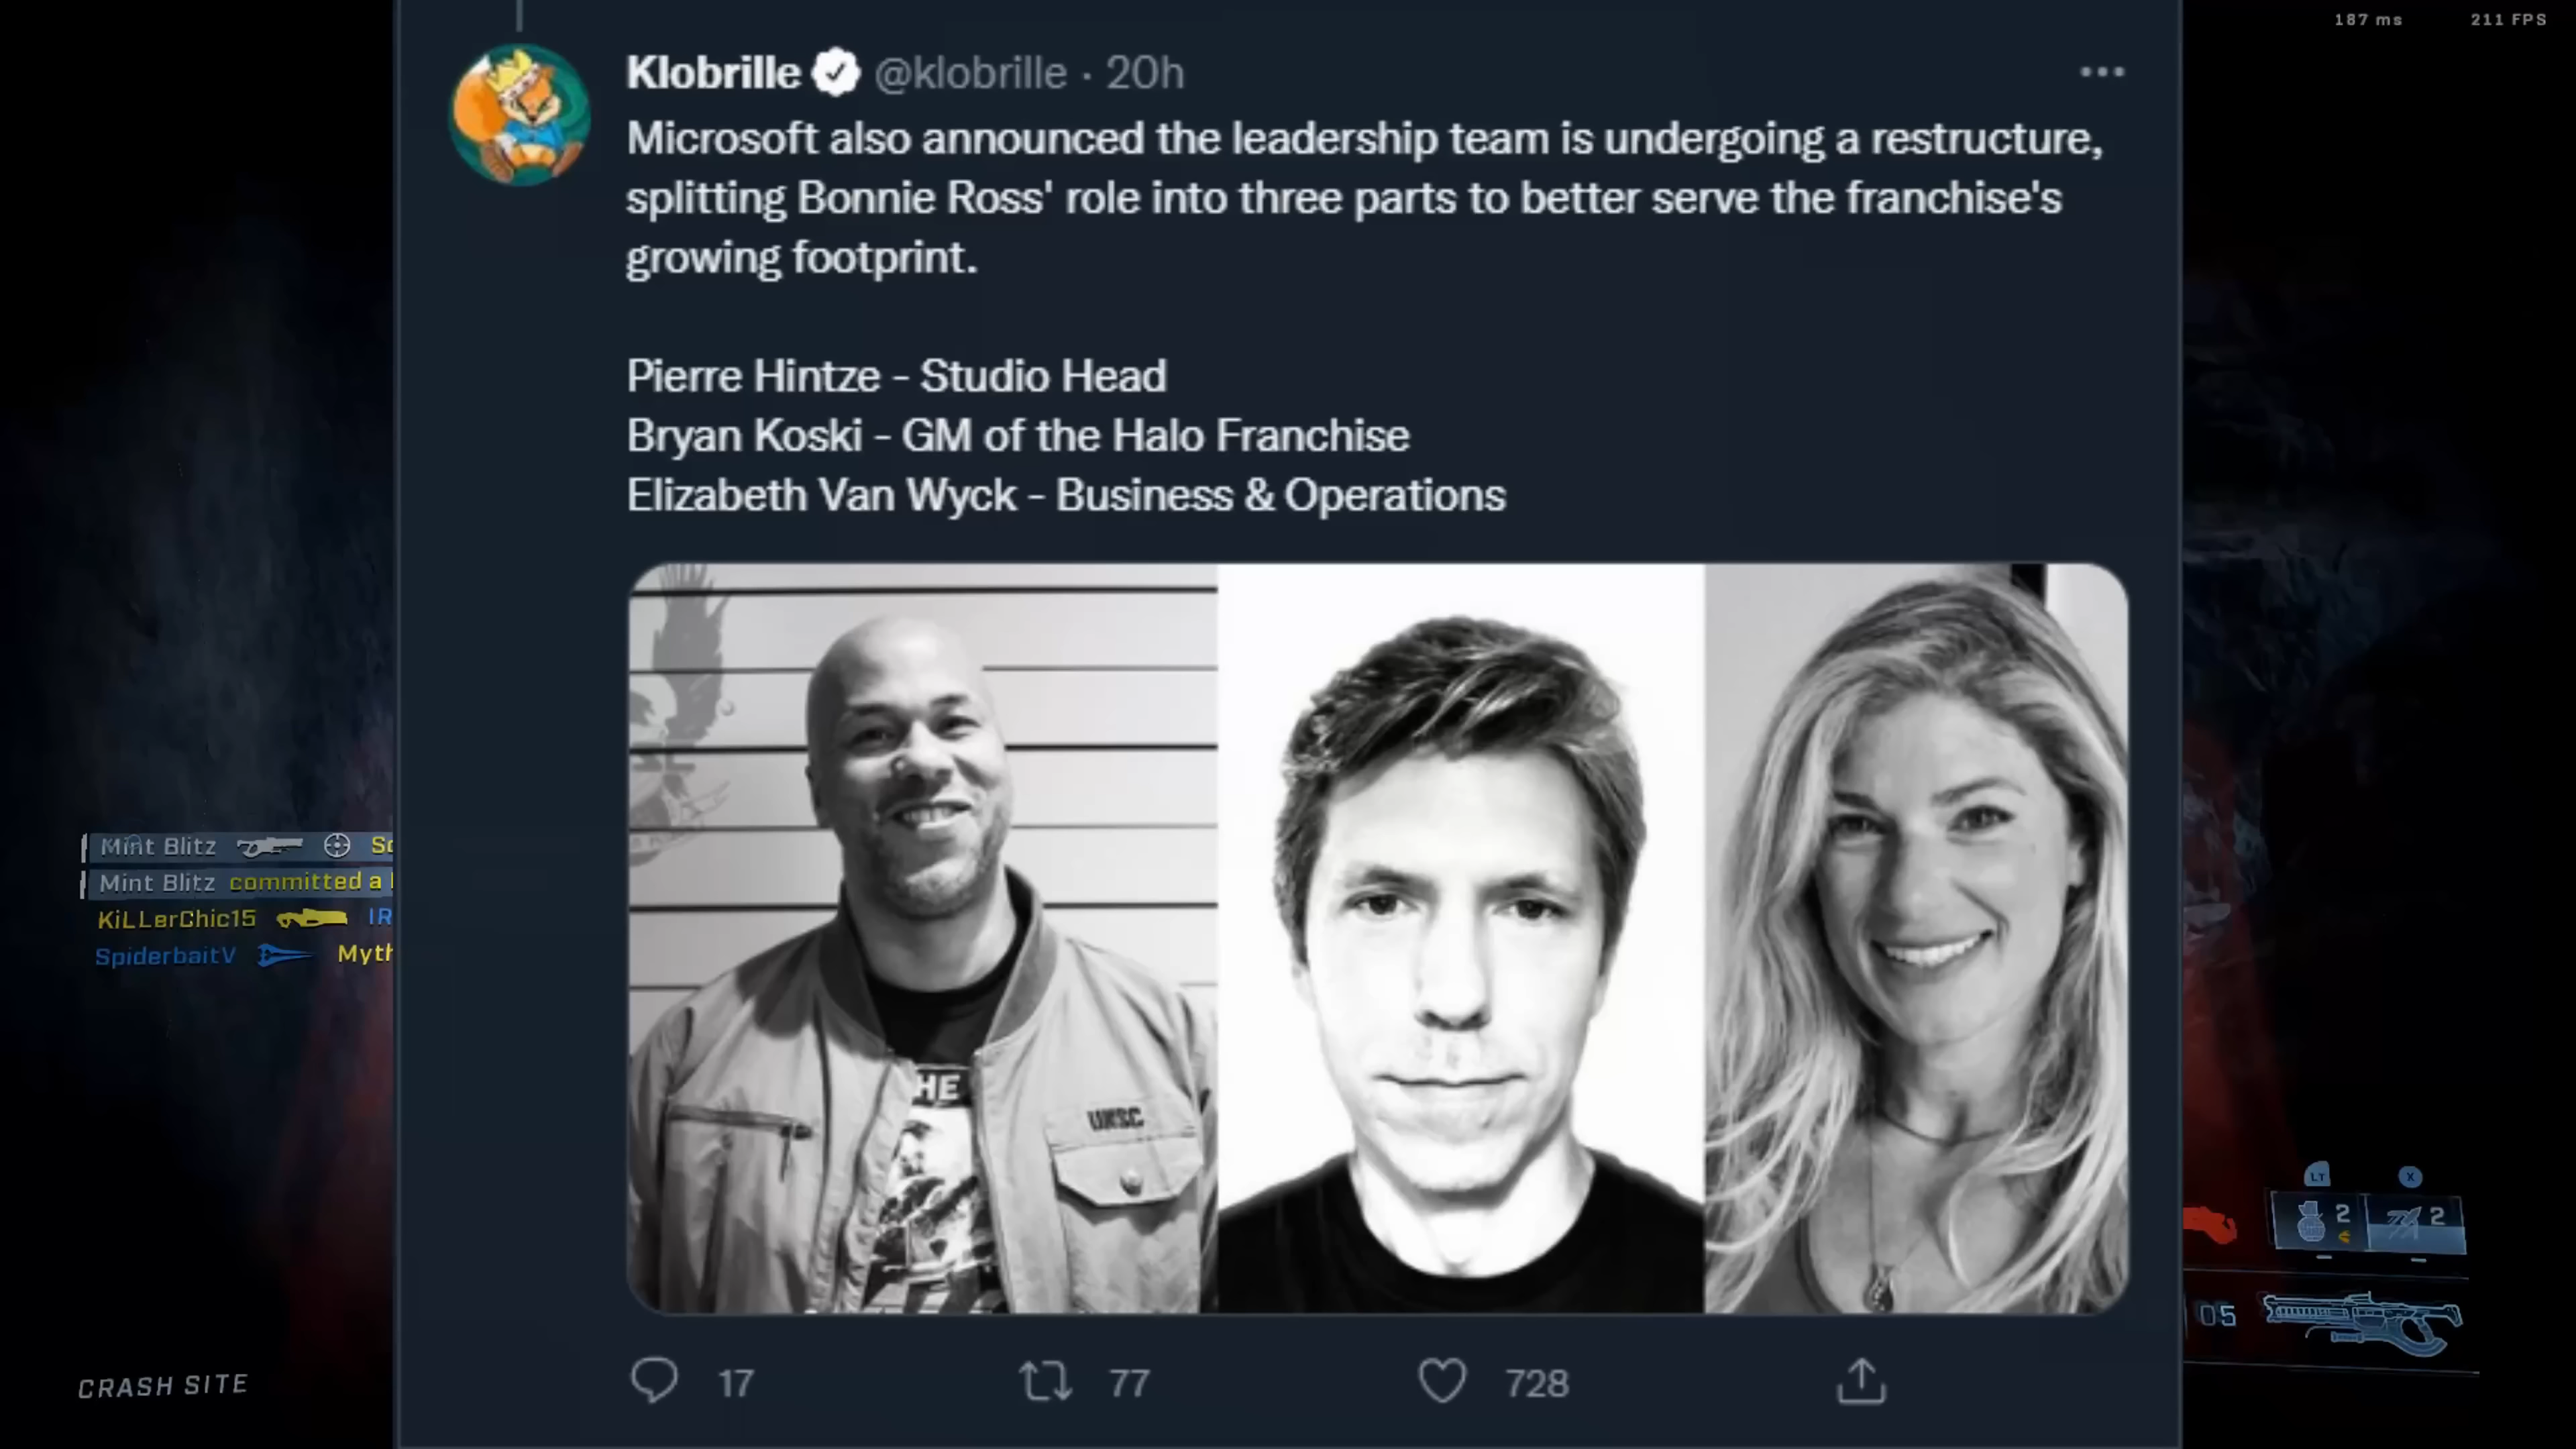 187 ms 211 FPS
Klobrille @klobrille · 20h
Microsoft also announced the leadership team is undergoing a restructure,
splitting Bonnie Ross' role into three parts to better serve the franchise's
growing footprint.
Pierre Hintze - Studio Head
Bryan Koski - GM of the Halo Franchise
Elizabeth Van Wyck - Business & Operations
HE
UNSC
Mint Blitz
Mint Blitz committed a
KiLLerChic15 IR
SpiderbaitV Myth
LT X
2 2
05
17 77 728
CRASH SITE